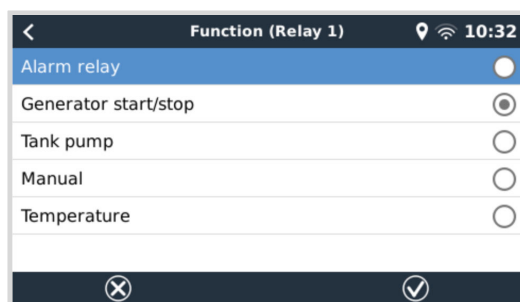 Function (Relay 1) 10:32
Alarm relay
Generator start/stop
Tank pump
Manual
Temperature